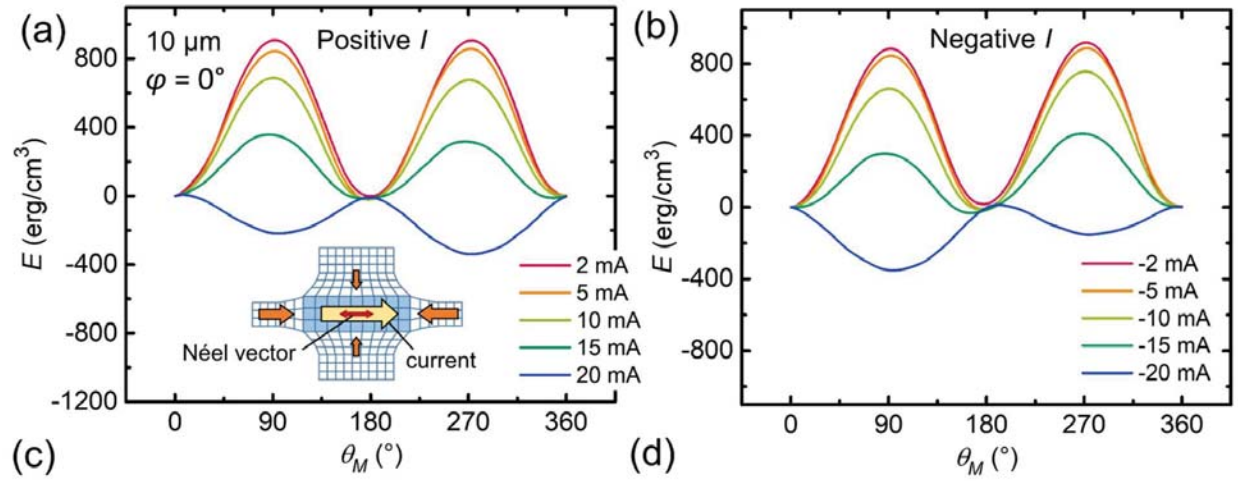 (a)
10 μm
φ = 0°
Positive I
E (erg/cm³)
800
400
0
-400
-800
-1200
0 90 180 270 360
θM (°)
Néel vector
current
2 mA
5 mA
10 mA
15 mA
20 mA
(b)
Negative I
E (erg/cm³)
800
400
0
-400
-800
0 90 180 270 360
θM (°)
-2 mA
-5 mA
-10 mA
-15 mA
-20 mA
(c)
(d)